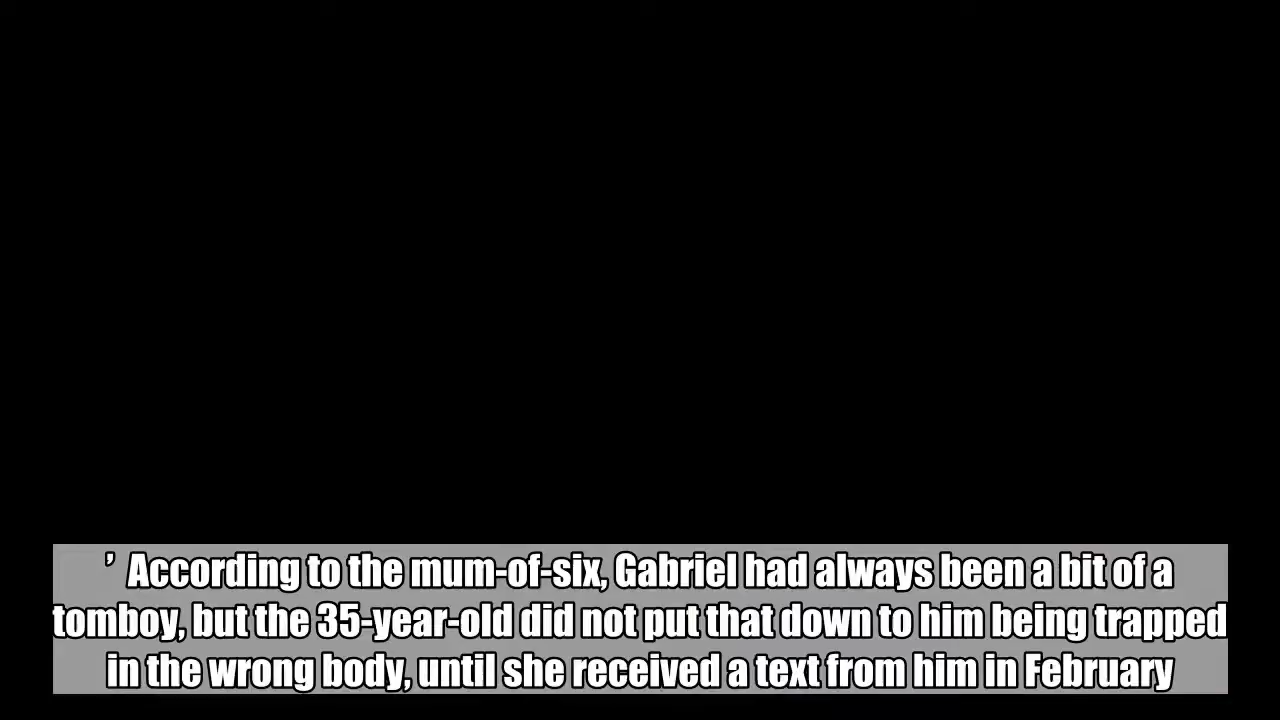 ’ According to the mum-of-six, Gabriel had always been a bit of a
tomboy, but the 35-year-old did not put that down to him being trapped
in the wrong body, until she received a text from him in February